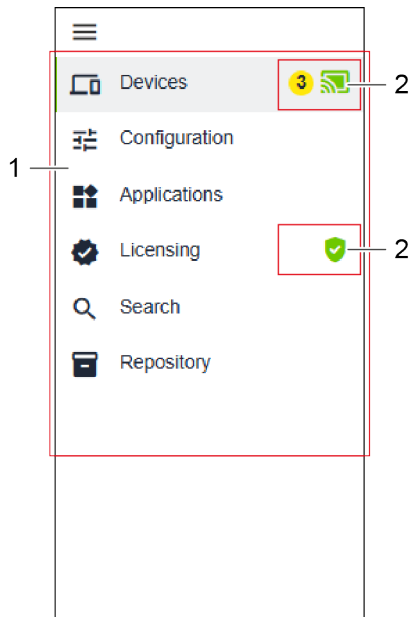 Devices 3 2
Configuration
1
Applications
Licensing 2
Search
Repository